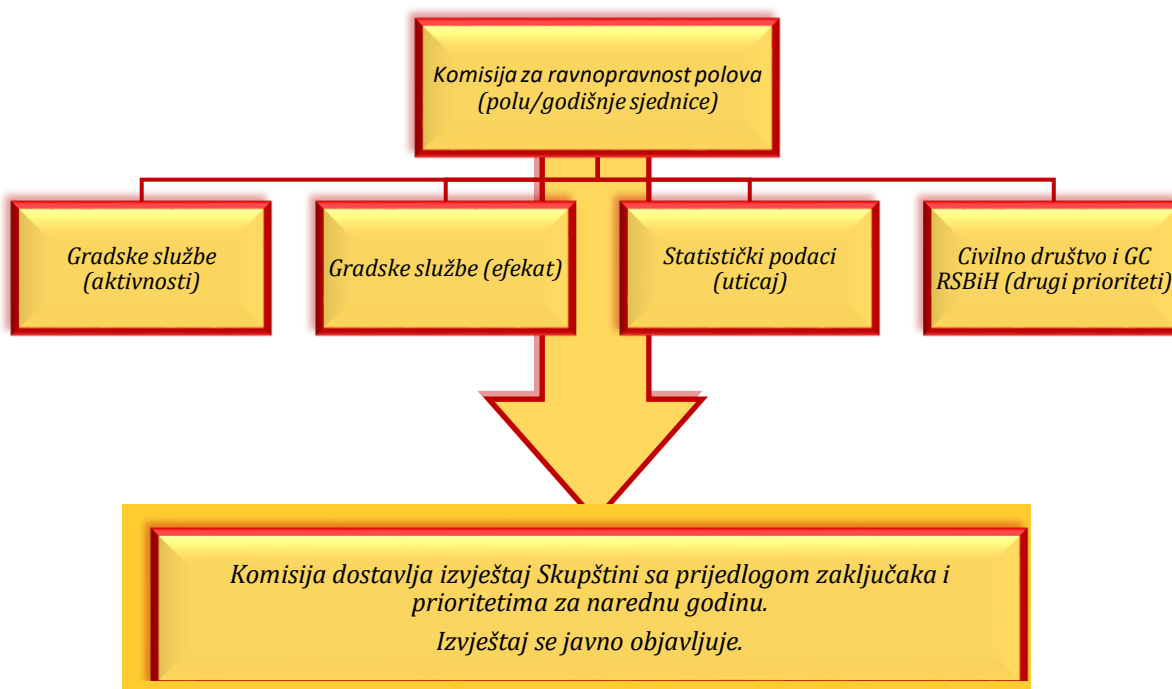 Komisija za ravnopravnost polova
(polu/godišnje sjednice)
Gradske službe
(aktivnosti)
Gradske službe (efekat)
Statistički podaci
(uticaj)
Civilno društvo i GC
RSBiH (drugi prioriteti)
Komisija dostavlja izvještaj Skupštini sa prijedlogom zaključaka i
prioritetima za narednu godinu.
Izvještaj se javno objavljuje.